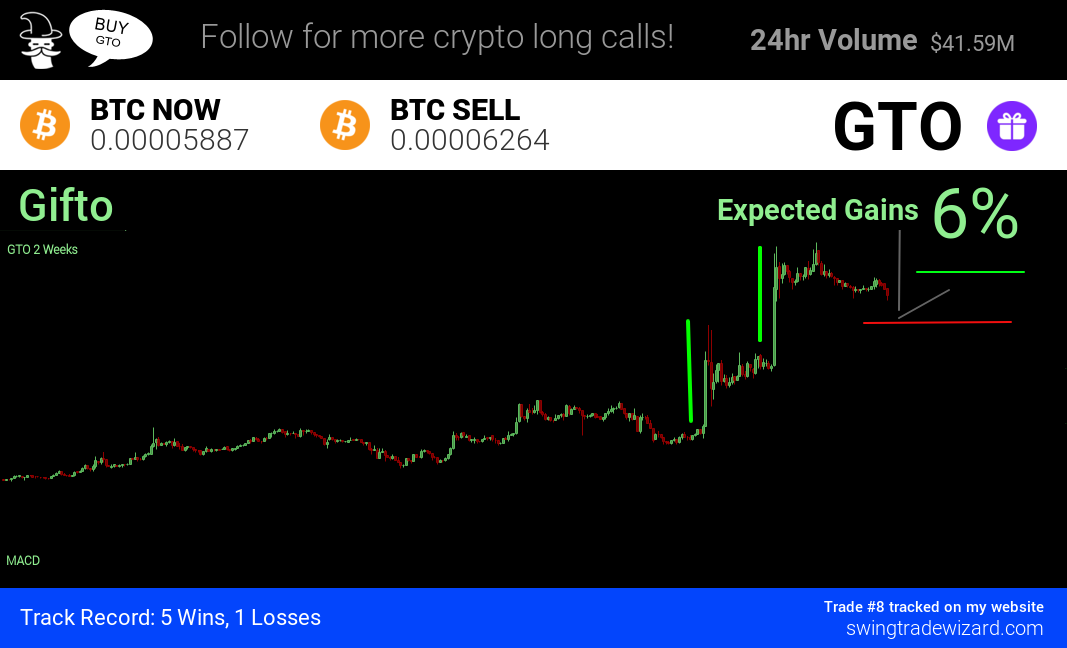 BUY
GTO
Follow for more crypto long calls!
24hr Volume $41.59M
BTC NOW
0.00005887
BTC SELL
0.00006264
GTO
Gifto
Expected Gains 6%
GTO 2 Weeks
MACD
Track Record: 5 Wins, 1 Losses
Trade #8 tracked on my website
swingtradewizard.com